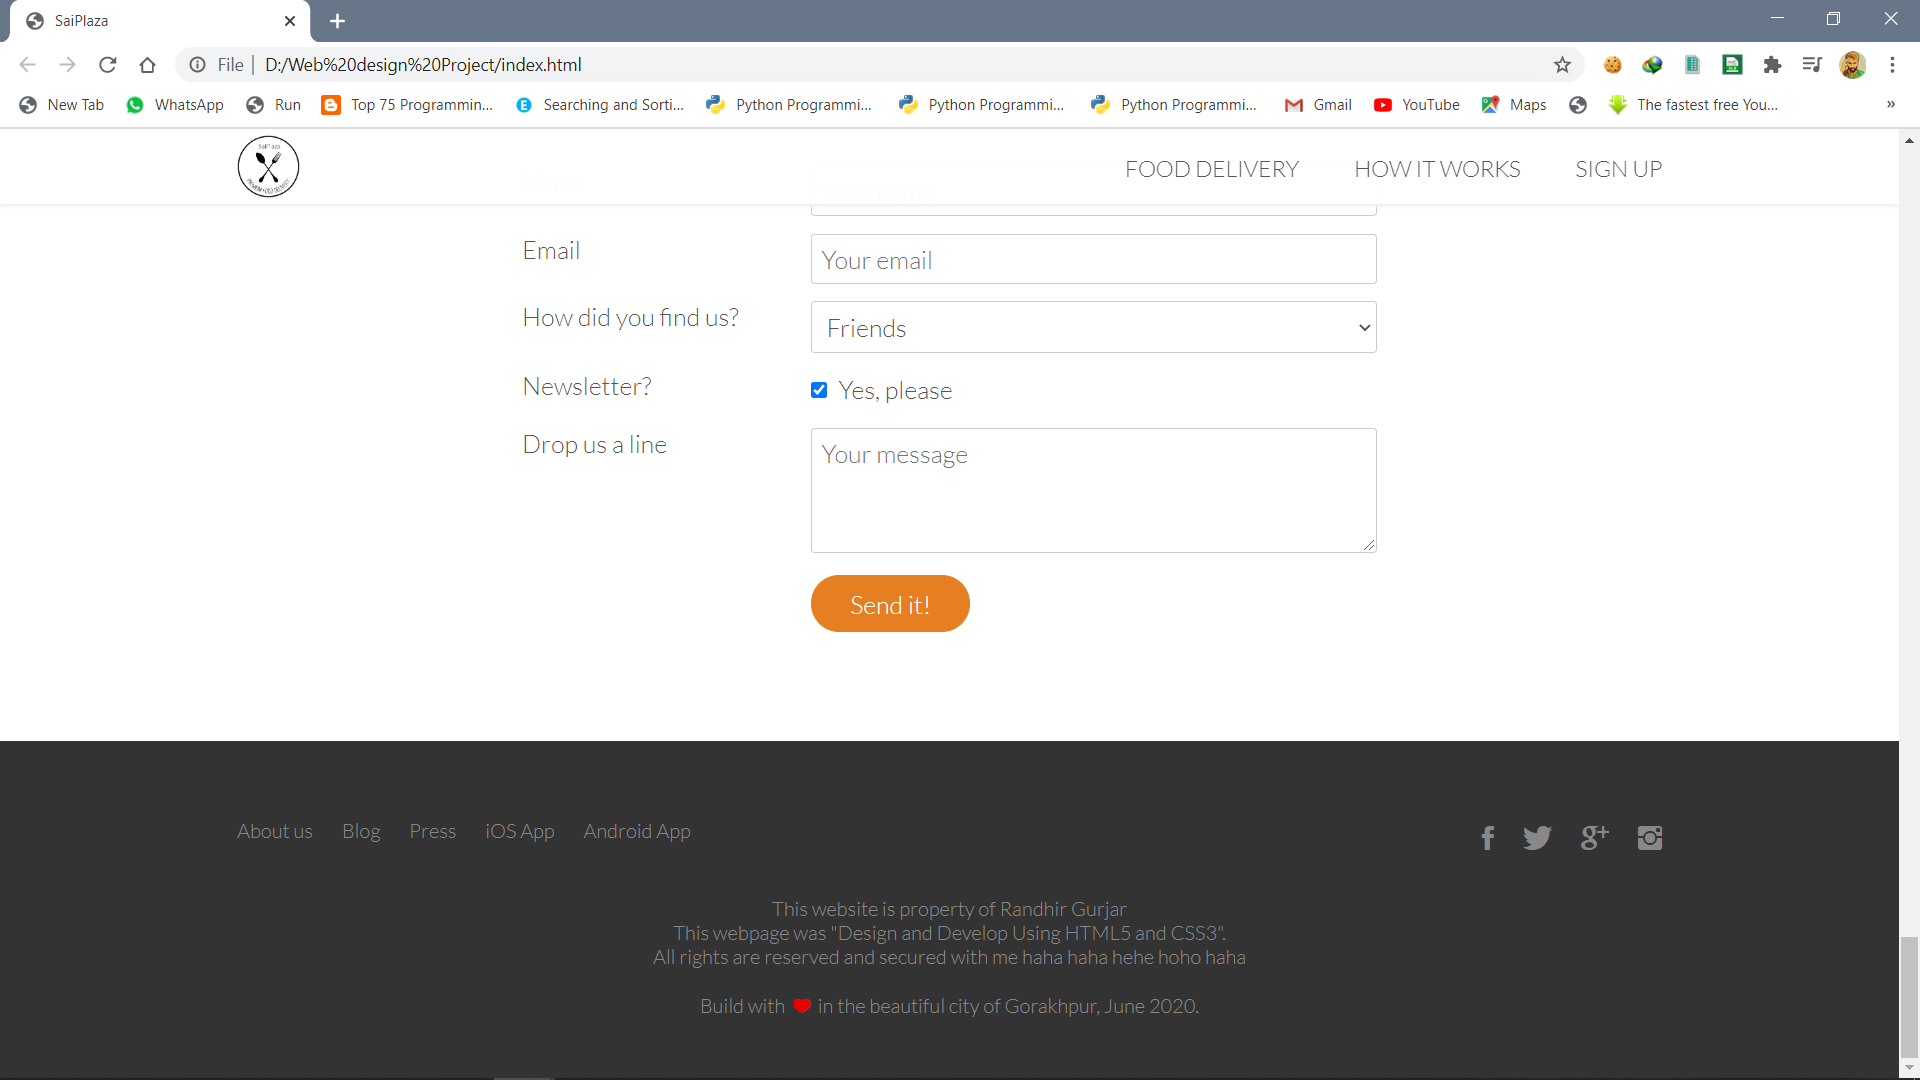 SaiPlaza
File D:/Web%20design%20Project/index.html
New Tab WhatsApp Run Top 75 Programmin... Searching and Sorti... Python Programmi... Python Programmi... Python Programmi... Gmail YouTube Maps The fastest free You... »
FOOD DELIVERY HOW IT WORKS SIGN UP
Email Your email
How did you find us? Friends
Newsletter? Yes, please
Drop us a line Your message
Send it!
About us Blog Press iOS App Android App
This website is property of Randhir Gurjar
This webpage was "Design and Develop Using HTML5 and CSS3".
All rights are reserved and secured with me haha haha hehe hoho haha
Build with ❤ in the beautiful city of Gorakhpur, June 2020.